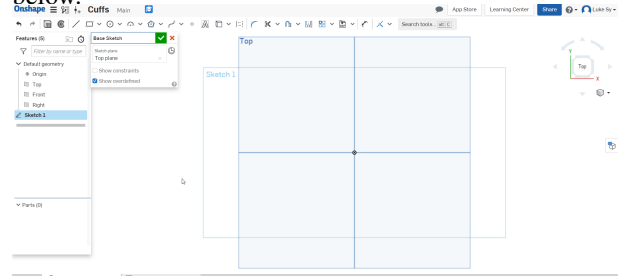 below.
Onshape Cuffs Main App Store Learning Center Share Luke Sy
Search tools... alt C
Features (5)
Filter by name or type
Default geometry
Origin
Top
Front
Right
Sketch 1
Parts (0)
Base Sketch
Sketch plane
Top plane
Show constraints
Show overdefined
Top
Sketch 1
Y
Top
X